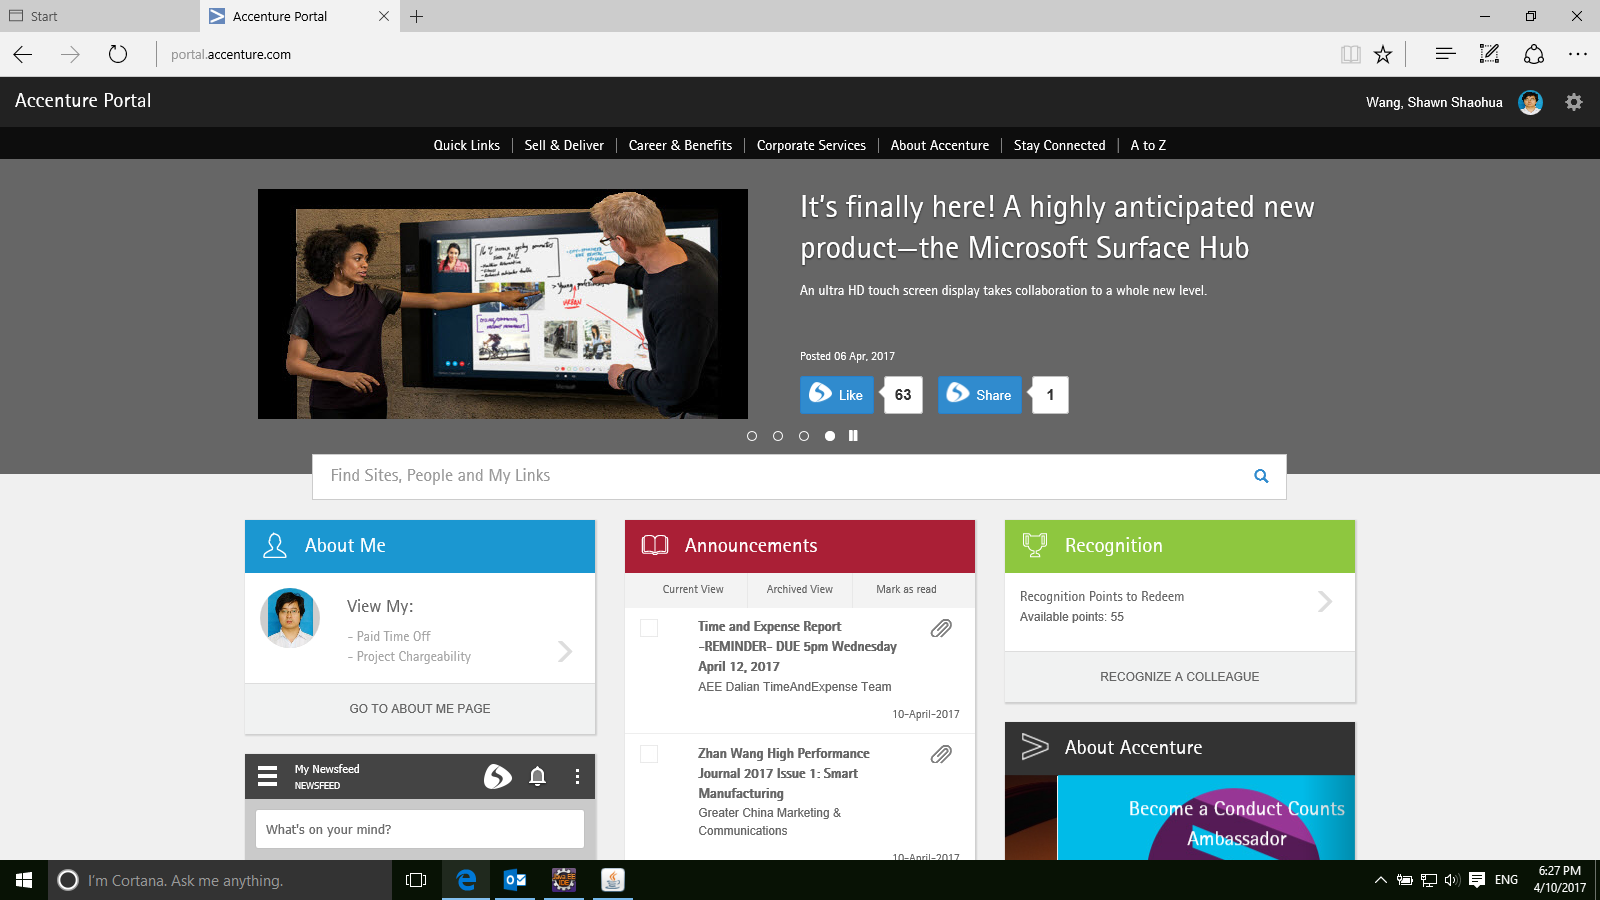 Start
Accenture Portal
portal.accenture.com
Accenture Portal
Wang, Shawn Shaohua
Quick Links
Sell & Deliver
Career & Benefits
Corporate Services
About Accenture
Stay Connected
A to Z
It's finally here! A highly anticipated new
product—the Microsoft Surface Hub
An ultra HD touch screen display takes collaboration to a whole new level.
Posted 06 Apr, 2017
Like
63
Share
1
Find Sites, People and My Links
About Me
View My:
- Paid Time Off
- Project Chargeability
GO TO ABOUT ME PAGE
My Newsfeed
NEWSFEED
What's on your mind?
Announcements
Current View
Archived View
Mark as read
Time and Expense Report
-REMINDER- DUE 5pm Wednesday
April 12, 2017
AEE Dalian TimeAndExpense Team
10-April-2017
Zhan Wang High Performance
Journal 2017 Issue 1: Smart
Manufacturing
Greater China Marketing &
Communications
10-April-2017
Recognition
Recognition Points to Redeem
Available points: 55
RECOGNIZE A COLLEAGUE
About Accenture
Become a Conduct Counts
Ambassador
I'm Cortana. Ask me anything.
ENG
6:27 PM
4/10/2017